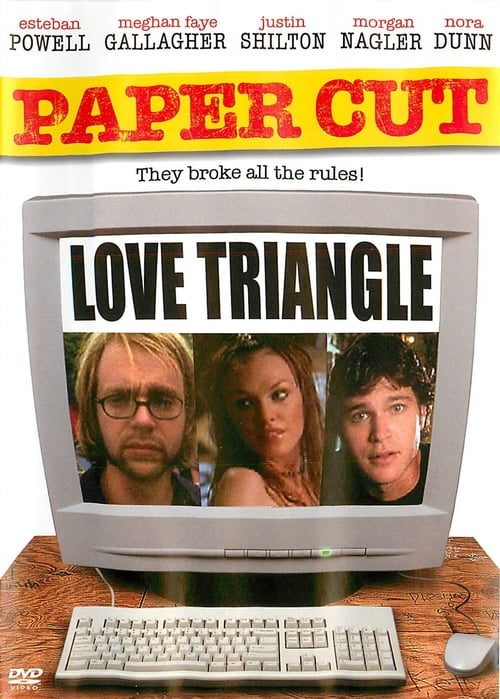 esteban meghan faye justin morgan nora
POWELL GALLAGHER SHILTON NAGLER DUNN
PAPER CUT
They broke all the rules!
LOVE TRIANGLE
DVD
VIDEO